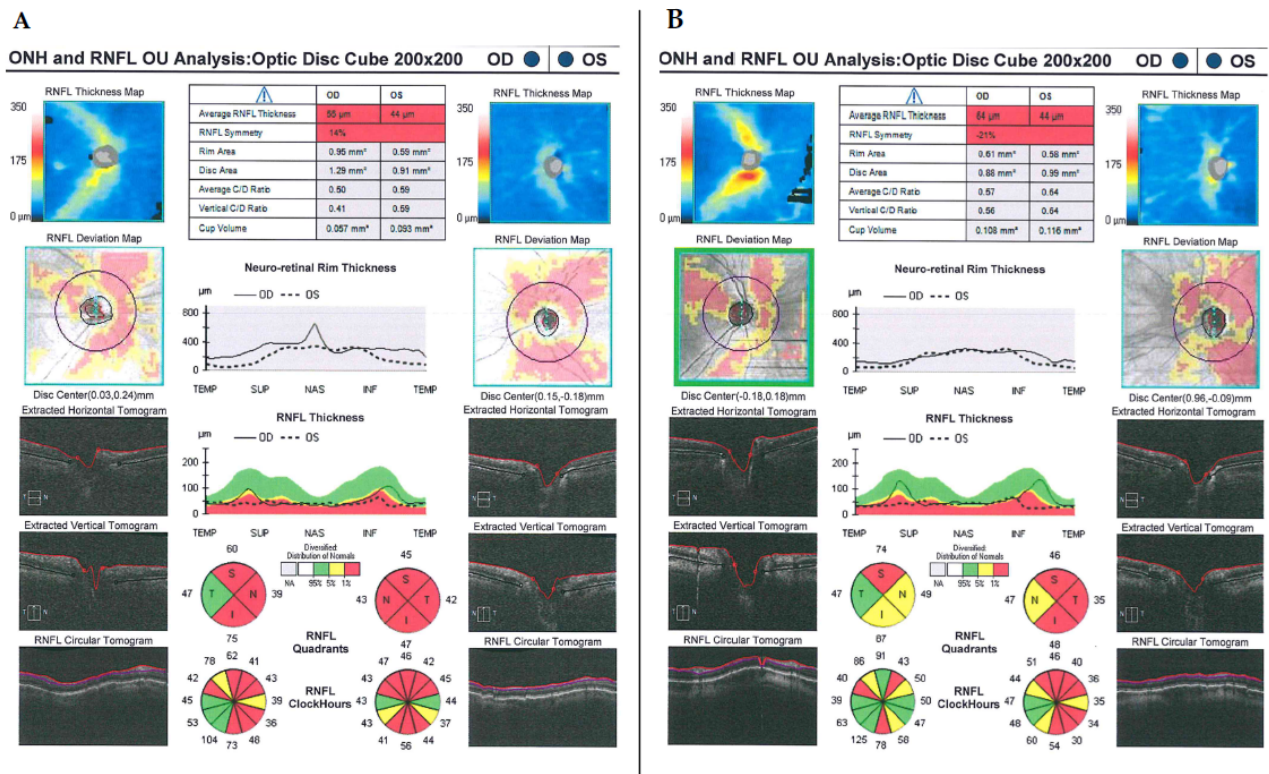 A
ONH and RNFL OU Analysis:Optic Disc Cube 200x200 OD OS
RNFL Thickness Map
350
175
0 µm
OD OS
Average RNFL Thickness 55 µm 44 µm
RNFL Symmetry 14%
Rim Area 0.95 mm² 0.59 mm²
Disc Area 1.29 mm² 0.91 mm²
Average C/D Ratio 0.50 0.59
Vertical C/D Ratio 0.41 0.59
Cup Volume 0.057 mm³ 0.093 mm³
RNFL Thickness Map
350
175
0 µm
RNFL Deviation Map
Disc Center(0.03,0.24)mm
Neuro-retinal Rim Thickness
µm OD OS
800
400
0
TEMP SUP NAS INF TEMP
RNFL Deviation Map
Disc Center(0.15,-0.18)mm
Extracted Horizontal Tomogram
T N
RNFL Thickness
µm OD OS
200
100
0
TEMP SUP NAS INF TEMP
Extracted Horizontal Tomogram
T N
Extracted Vertical Tomogram
T N
Diversified:
Distribution of Normals
NA 95% 5% 1%
60
47 S T N I 39
75
45
43 S N T I 42
47
RNFL
Quadrants
Extracted Vertical Tomogram
T N
RNFL Circular Tomogram
62
78 41
42 43
45 39
53 36
104 48
73
RNFL
ClockHours
46
47 42
43 45
43 44
43 37
41 44
56
RNFL Circular Tomogram
B
ONH and RNFL OU Analysis:Optic Disc Cube 200x200 OD OS
RNFL Thickness Map
350
175
0 µm
OD OS
Average RNFL Thickness 64 µm 44 µm
RNFL Symmetry -21%
Rim Area 0.61 mm² 0.58 mm²
Disc Area 0.88 mm² 0.99 mm²
Average C/D Ratio 0.57 0.64
Vertical C/D Ratio 0.56 0.64
Cup Volume 0.108 mm³ 0.116 mm³
RNFL Thickness Map
350
175
0 µm
RNFL Deviation Map
Disc Center(-0.18,0.18)mm
Neuro-retinal Rim Thickness
µm OD OS
800
400
0
TEMP SUP NAS INF TEMP
RNFL Deviation Map
Disc Center(0.96,-0.09)mm
Extracted Horizontal Tomogram
T N
RNFL Thickness
µm OD OS
200
100
0
TEMP SUP NAS INF TEMP
Extracted Horizontal Tomogram
T N
Extracted Vertical Tomogram
T N
Diversified:
Distribution of Normals
NA 95% 5% 1%
74
47 S T N I 49
87
46
47 S N T I 35
48
RNFL
Quadrants
Extracted Vertical Tomogram
T N
RNFL Circular Tomogram
91
86 43
40 50
39 50
63 47
125 58
78
RNFL
ClockHours
46
51 40
44 36
47 35
48 34
60 30
54
RNFL Circular Tomogram